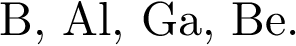 B, Al, Ga, Be.